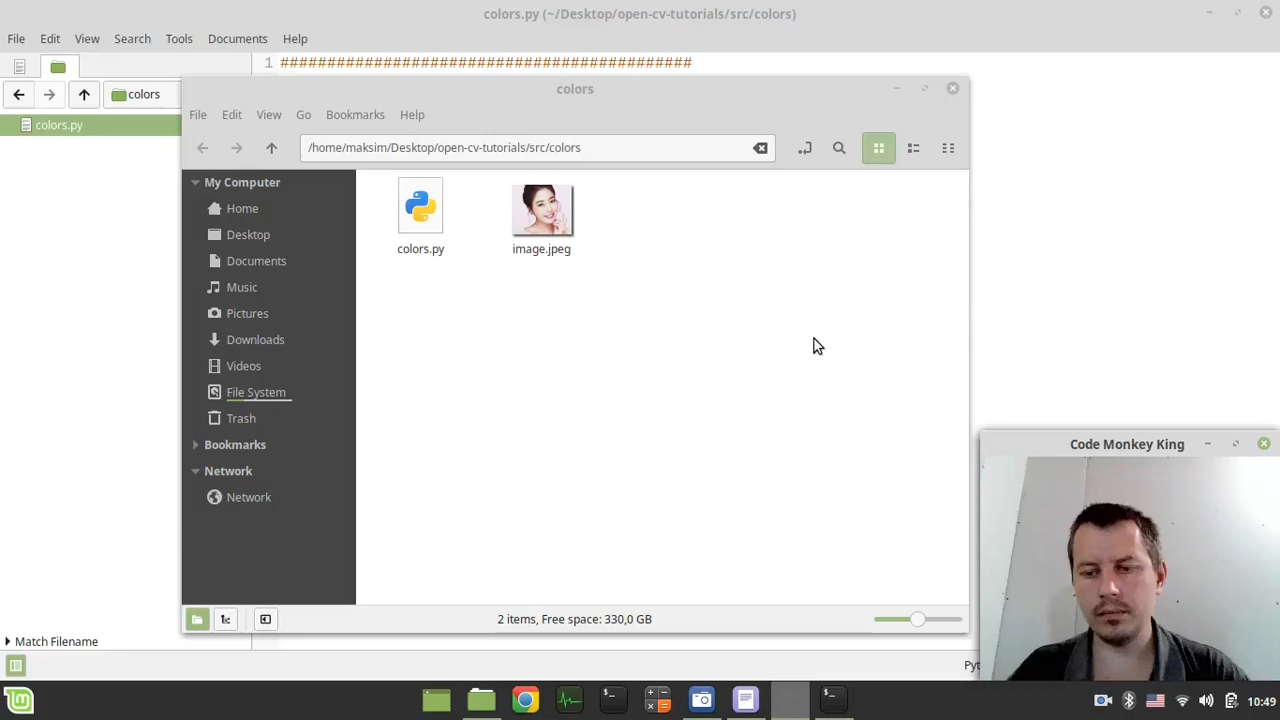 colors.py (~/Desktop/open-cv-tutorials/src/colors)
File Edit View Search Tools Documents Help
1 ############################################
colors
colors
File Edit View Go Bookmarks Help
colors.py
/home/maksim/Desktop/open-cv-tutorials/src/colors
My Computer
Home
Desktop
Documents
Music
Pictures
Downloads
Videos
File System
Trash
Bookmarks
Network
Network
colors.py
image.jpeg
Code Monkey King
2 items, Free space: 330,0 GB
Match Filename
Pyt
10:49